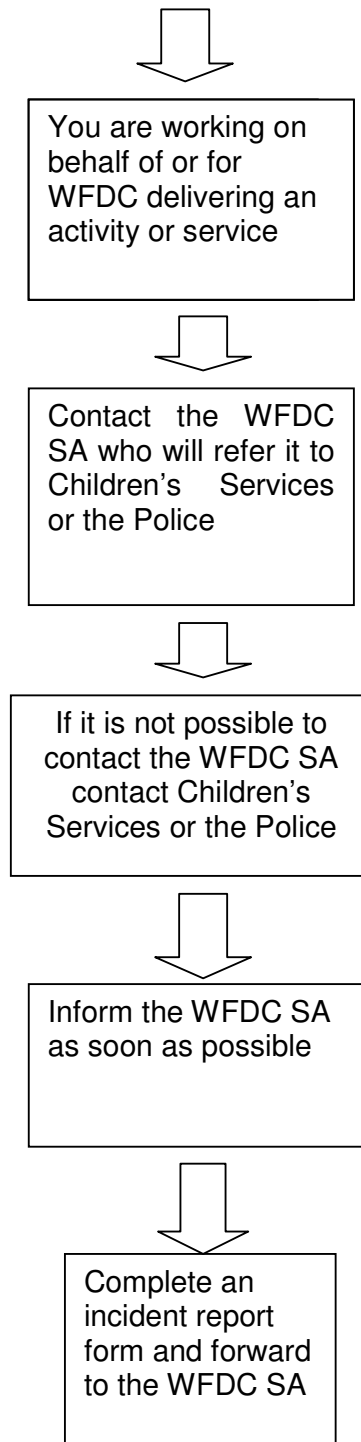 You are working on
behalf of or for
WFDC delivering an
activity or service
Contact the WFDC
SA who will refer it to
Children's Services
or the Police
If it is not possible to
contact the WFDC SA
contact Children's
Services or the Police
Inform the WFDC SA
as soon as possible
Complete an
incident report
form and forward
to the WFDC SA